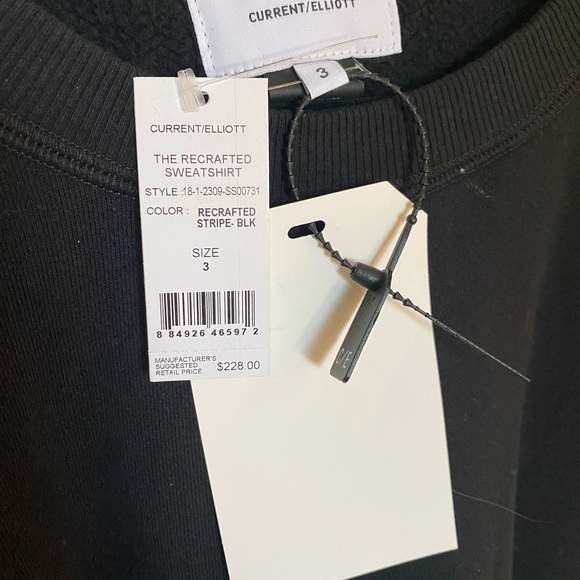 CURRENT/ELLIOTT
3
CURRENT/ELLIOTT
THE RECRAFTED
SWEATSHIRT
STYLE :18-1-2309-SS00731
COLOR : RECRAFTED
STRIPE- BLK
SIZE
3
8 84926 46597 2
MANUFACTURER'S
SUGGESTED
RETAIL PRICE $228.00